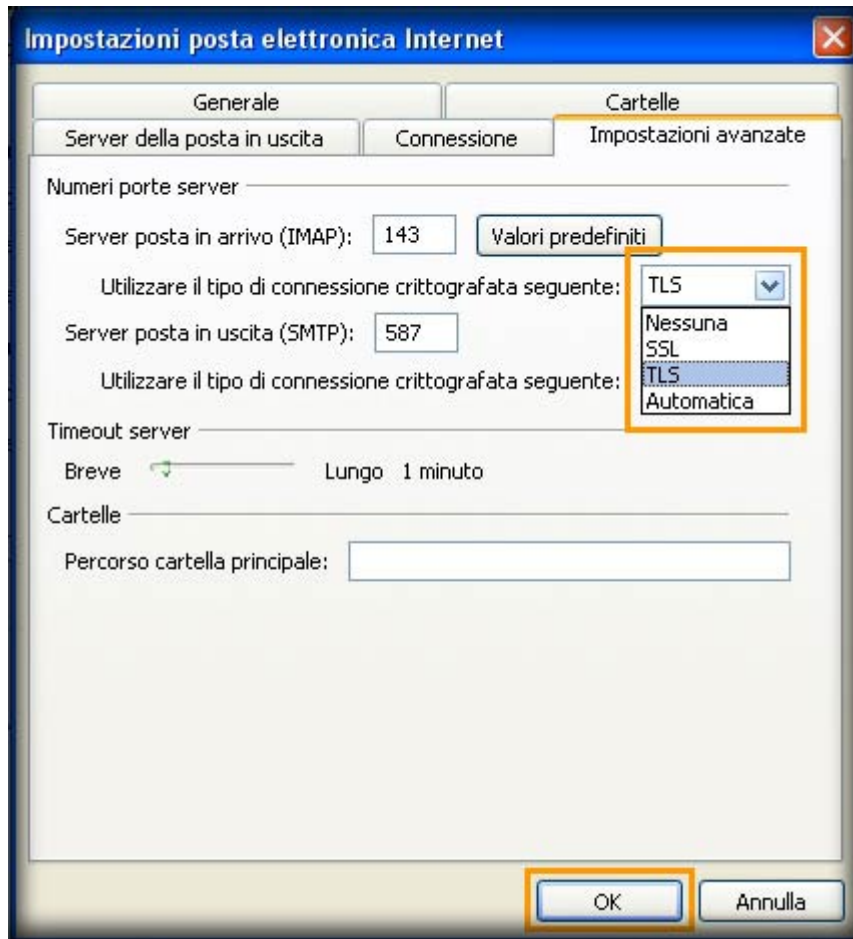 Impostazioni posta elettronica Internet
Generale
Cartelle
Server della posta in uscita
Connessione
Impostazioni avanzate
Numeri porte server
Server posta in arrivo (IMAP): 143 Valori predefiniti
Utilizzare il tipo di connessione crittografata seguente: TLS
Nessuna
SSL
TLS
Automatica
Server posta in uscita (SMTP): 587
Utilizzare il tipo di connessione crittografata seguente:
Timeout server
Breve Lungo 1 minuto
Cartelle
Percorso cartella principale:
OK Annulla